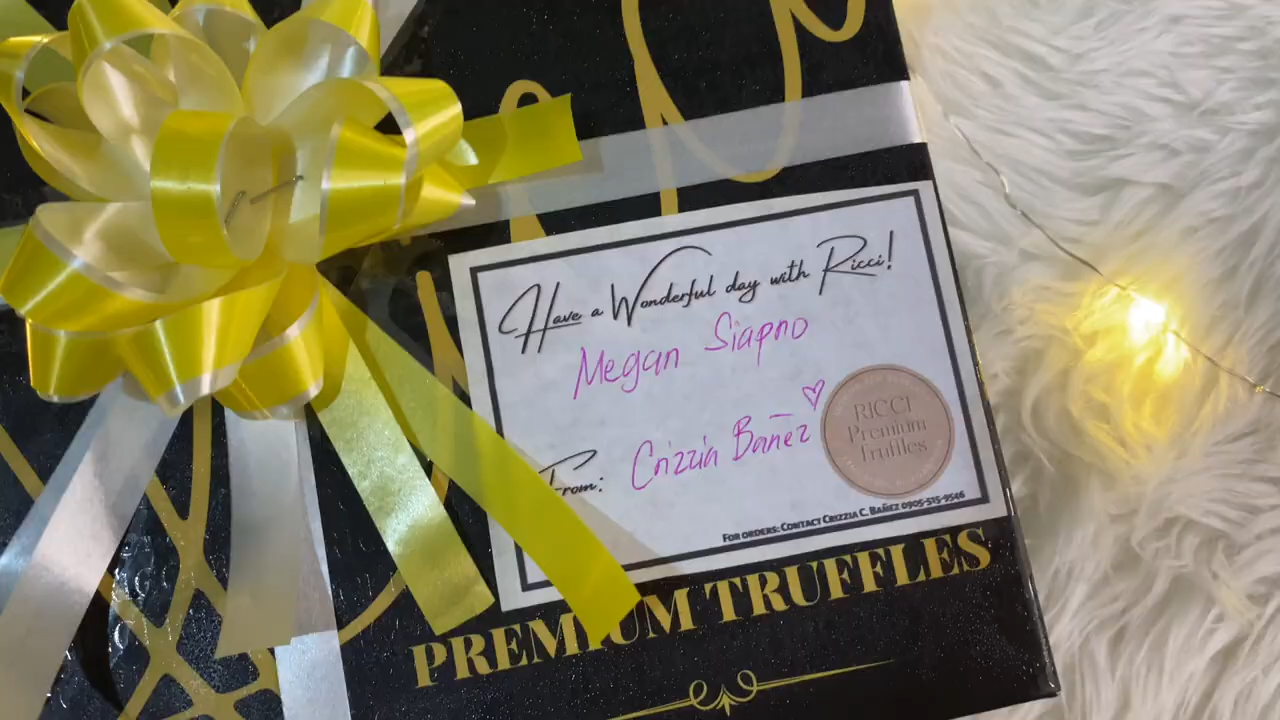 Have a Wonderful day with Ricci!
Megan Siapno
From: Crizzia Bañez
RICCI
Premium
Truffles
FOR ORDERS: CONTACT CRIZZIA C. BAÑEZ 0905-515-9546
PREMIUM TRUFFLES